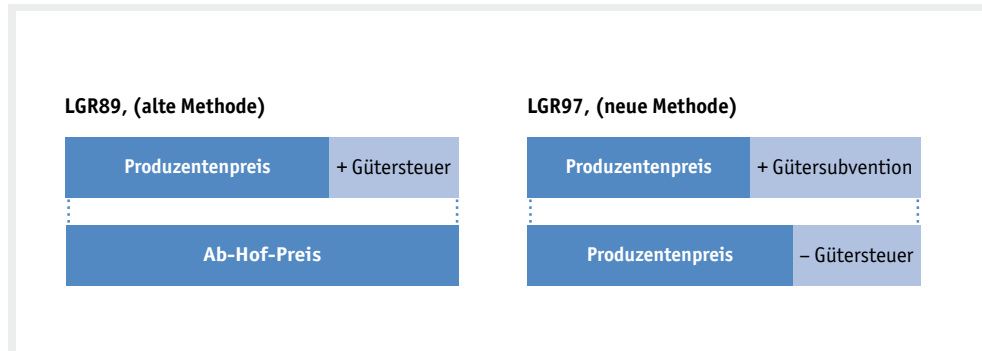 LGR89, (alte Methode)
Produzentenpreis + Gütersteuer
Ab-Hof-Preis
LGR97, (neue Methode)
Produzentenpreis + Gütersubvention
Produzentenpreis – Gütersteuer